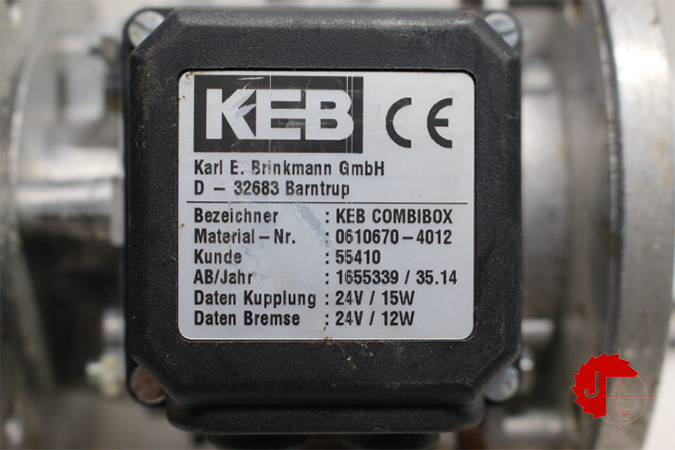 KEB CE
Karl E. Brinkmann GmbH
D – 32683 Barntrup
Bezeichner : KEB COMBIBOX
Material – Nr. : 0610670 – 4012
Kunde : 55410
AB/Jahr : 1655339 / 35.14
Daten Kupplung : 24V / 15W
Daten Bremse : 24V / 12W